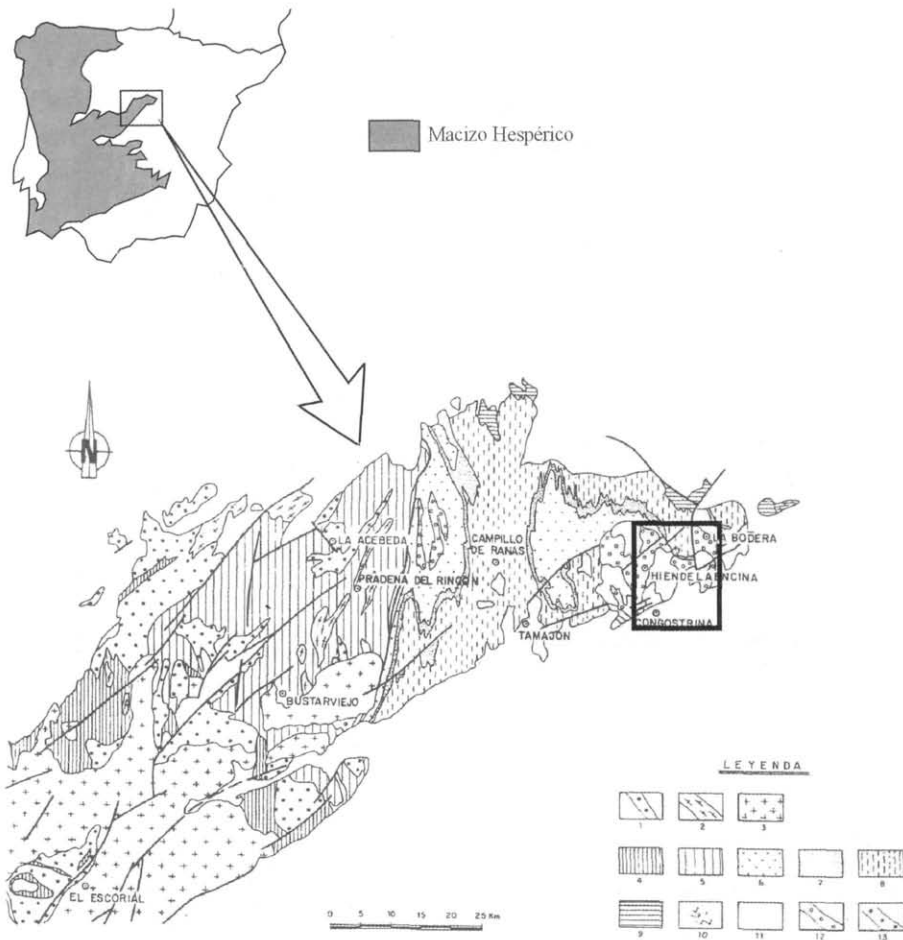 Macizo Hespérico
N
LA ACEBEDA
PRADENA DEL RINCON
CAMPILLO
DE RANAS
LA BODERA
HIENDELAENCINA
CONGOSTRINA
TAMAJON
BUSTARVIEJO
EL ESCORIAL
0 5 10 15 20 25 Km
LEYENDA
1 2 3
4 5 6 7 8
9 10 11 12 13